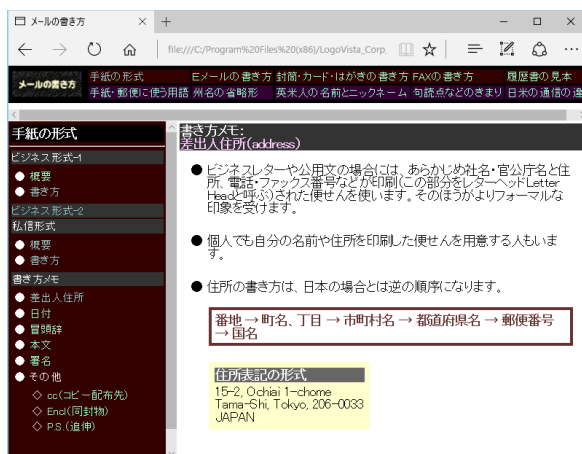 メールの書き方
file:///C:/Program%20Files%20(x86)/LogoVista_Corp
メールの書き方
手紙の形式 Eメールの書き方 封筒・カード・はがきの書き方 FAXの書き方 履歴書の見本
手紙・郵便に使う用語 州名の省略形 英米人の名前とニックネーム 句読点などのきまり 日米の通信の違
手紙の形式
ビジネス形式-1
概要
書き方
ビジネス形式-2
私信形式
概要
書き方
書き方メモ
差出人住所
日付
冒頭辞
本文
署名
その他
cc(コピー配布先)
Encl(同封物)
P.S.(追伸)
書き方メモ:
差出人住所(address)
● ビジネスレターや公用文の場合には、あらかじめ社名・官公庁名と住
所、電話・ファックス番号などが印刷(この部分をレターヘッドLetter
Headと呼ぶ)された便せんを使います。そのほうがよりフォーマルな
印象を受けます。
● 個人でも自分の名前や住所を印刷した便せんを用意する人もいま
す。
● 住所の書き方は、日本の場合とは逆の順序になります。
番地 → 町名、丁目 → 市町村名 → 都道府県名 → 郵便番号
→ 国名
住所表記の形式
15-2, Ochiai 1-chome
Tama-Shi, Tokyo, 206-0033
JAPAN